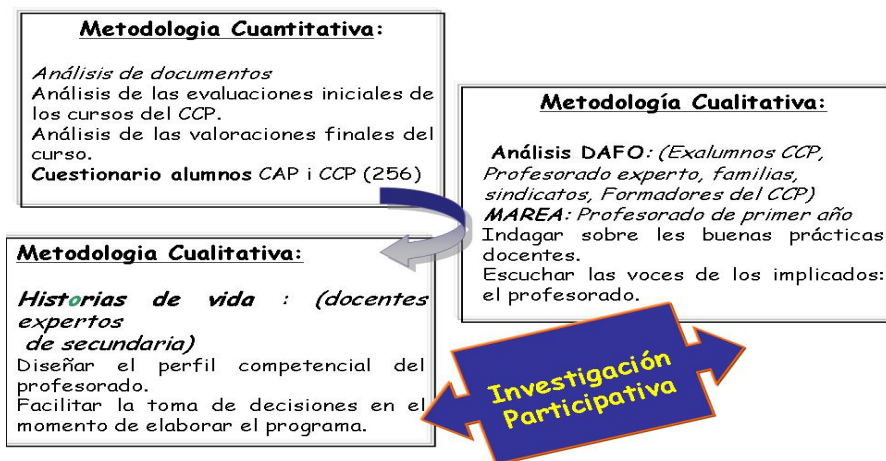 Metodologia Cuantitativa:
Análisis de documentos
Análisis de las evaluaciones iniciales de
los cursos del CCP.
Análisis de las valoraciones finales del
curso.
Cuestionario alumnos CAP i CCP (256)
Metodología Cualitativa:
Análisis DAFO: (Exalumnos CCP,
Profesorado experto, familias,
sindicatos, Formadores del CCP)
MAREA: Profesorado de primer año
Indagar sobre les buenas prácticas
docentes.
Escuchar las voces de los implicados:
el profesorado.
Metodologia Cualitativa:
Historias de vida : (docentes
expertos
de secundaria)
Diseñar el perfil competencial del
profesorado.
Facilitar la toma de decisiones en el
momento de elaborar el programa.
Investigación
Participativa